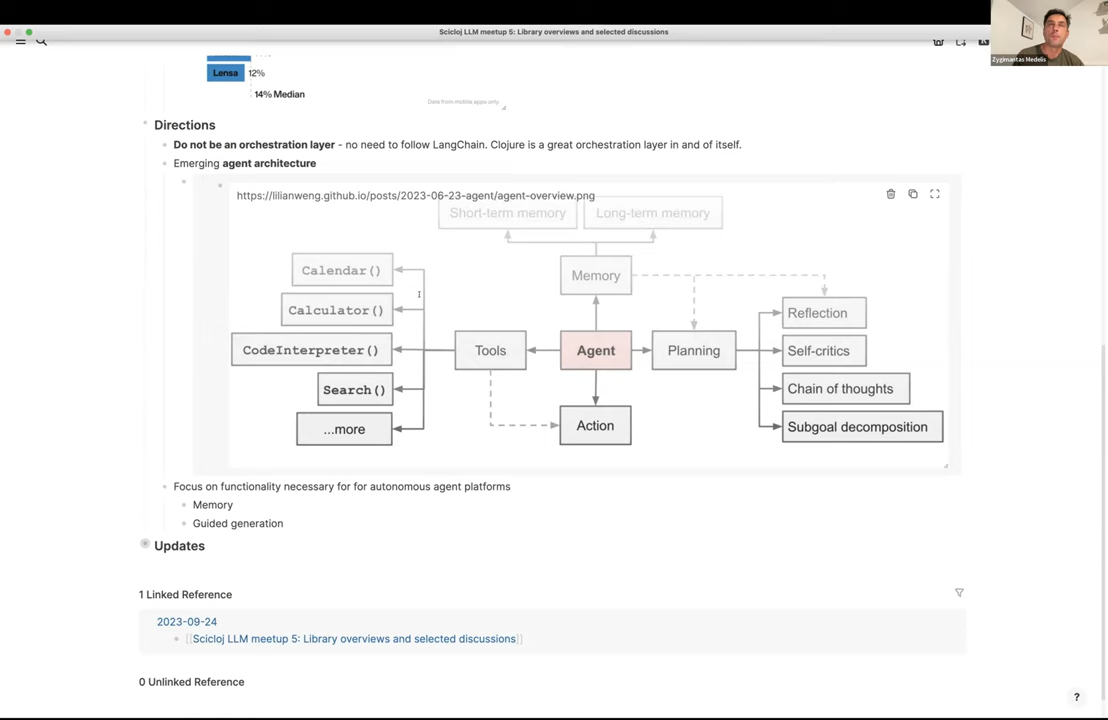 Scicloj LLM meetup 5: Library overviews and selected discussions
Zygimantas Medelis
Lensa 12%
14% Median
Data from mobile apps only
Directions
Do not be an orchestration layer - no need to follow LangChain. Clojure is a great orchestration layer in and of itself.
Emerging agent architecture
https://lilianweng.github.io/posts/2023-06-23-agent/agent-overview.png
Short-term memory
Long-term memory
Calendar()
Memory
Calculator()
Reflection
CodeInterpreter()
Tools
Agent
Planning
Self-critics
Search()
Chain of thoughts
...more
Action
Subgoal decomposition
Focus on functionality necessary for for autonomous agent platforms
Memory
Guided generation
Updates
1 Linked Reference
2023-09-24
[[Scicloj LLM meetup 5: Library overviews and selected discussions]]
0 Unlinked Reference
?